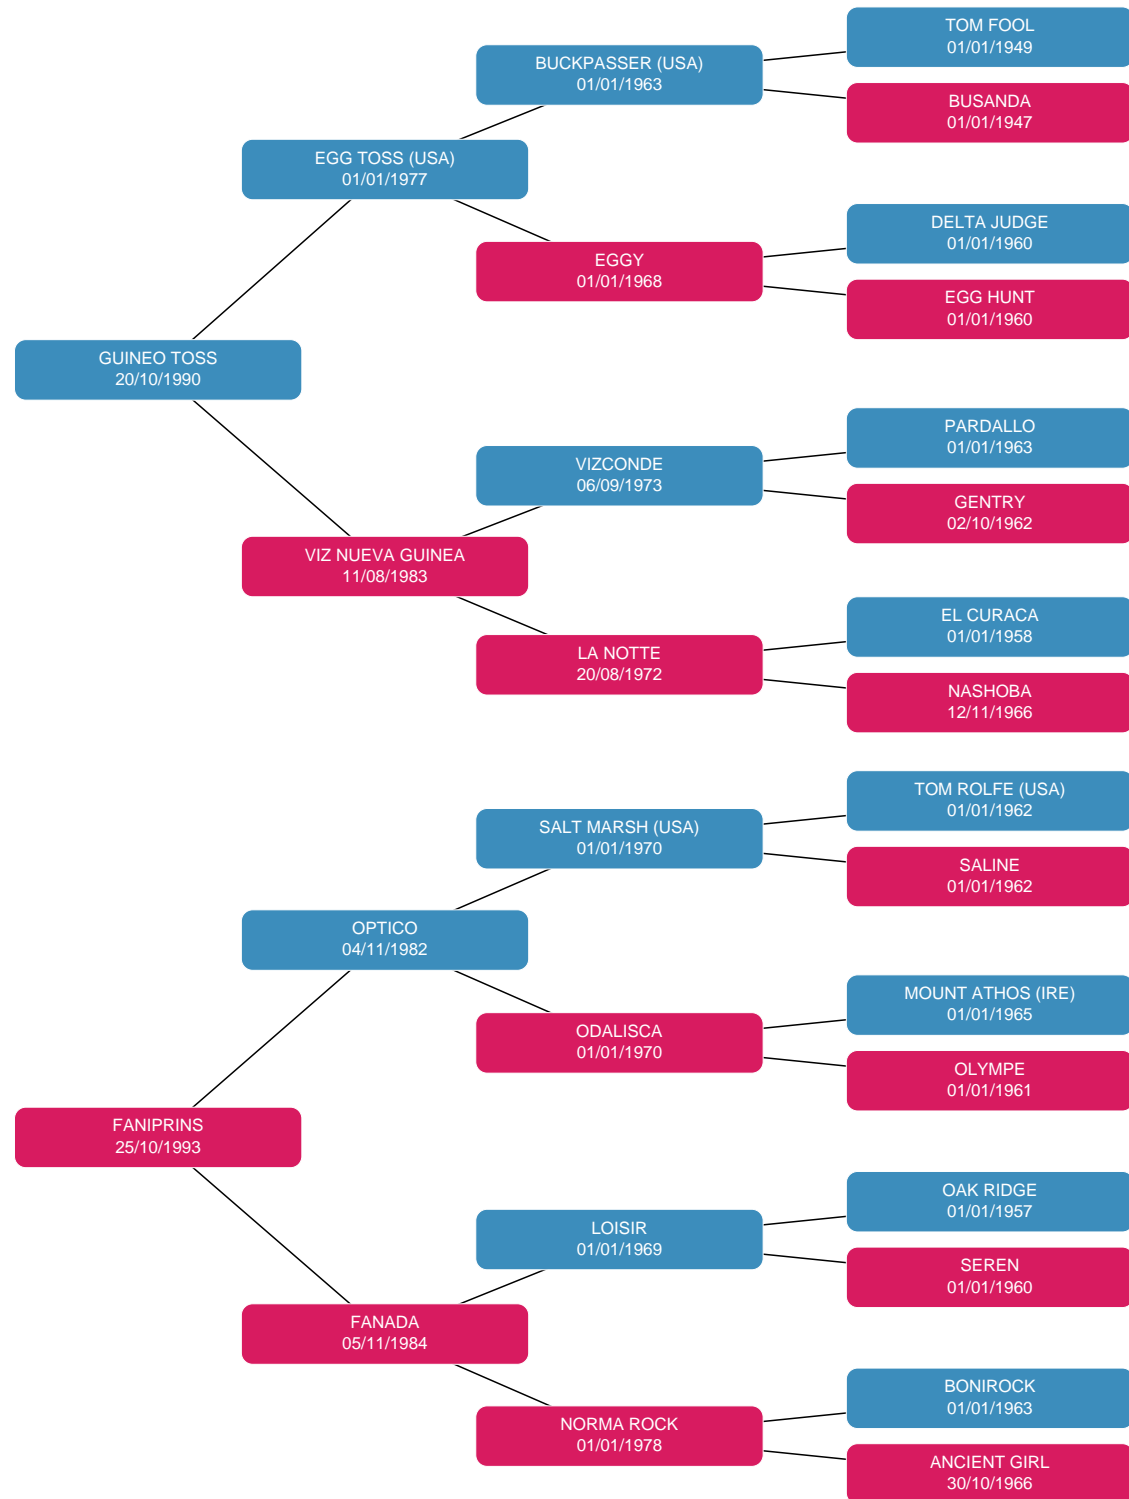 TOM FOOL
01/01/1949
BUCKPASSER (USA)
01/01/1963
BUSANDA
01/01/1947
EGG TOSS (USA)
01/01/1977
DELTA JUDGE
01/01/1960
EGGY
01/01/1968
EGG HUNT
01/01/1960
GUINEO TOSS
20/10/1990
PARDALLO
01/01/1963
VIZCONDE
06/09/1973
GENTRY
02/10/1962
VIZ NUEVA GUINEA
11/08/1983
EL CURACA
01/01/1958
LA NOTTE
20/08/1972
NASHOBA
12/11/1966
TOM ROLFE (USA)
01/01/1962
SALT MARSH (USA)
01/01/1970
SALINE
01/01/1962
OPTICO
04/11/1982
MOUNT ATHOS (IRE)
01/01/1965
ODALISCA
01/01/1970
OLYMPE
01/01/1961
FANIPRINS
25/10/1993
OAK RIDGE
01/01/1957
LOISIR
01/01/1969
SEREN
01/01/1960
FANADA
05/11/1984
BONIROCK
01/01/1963
NORMA ROCK
01/01/1978
ANCIENT GIRL
30/10/1966